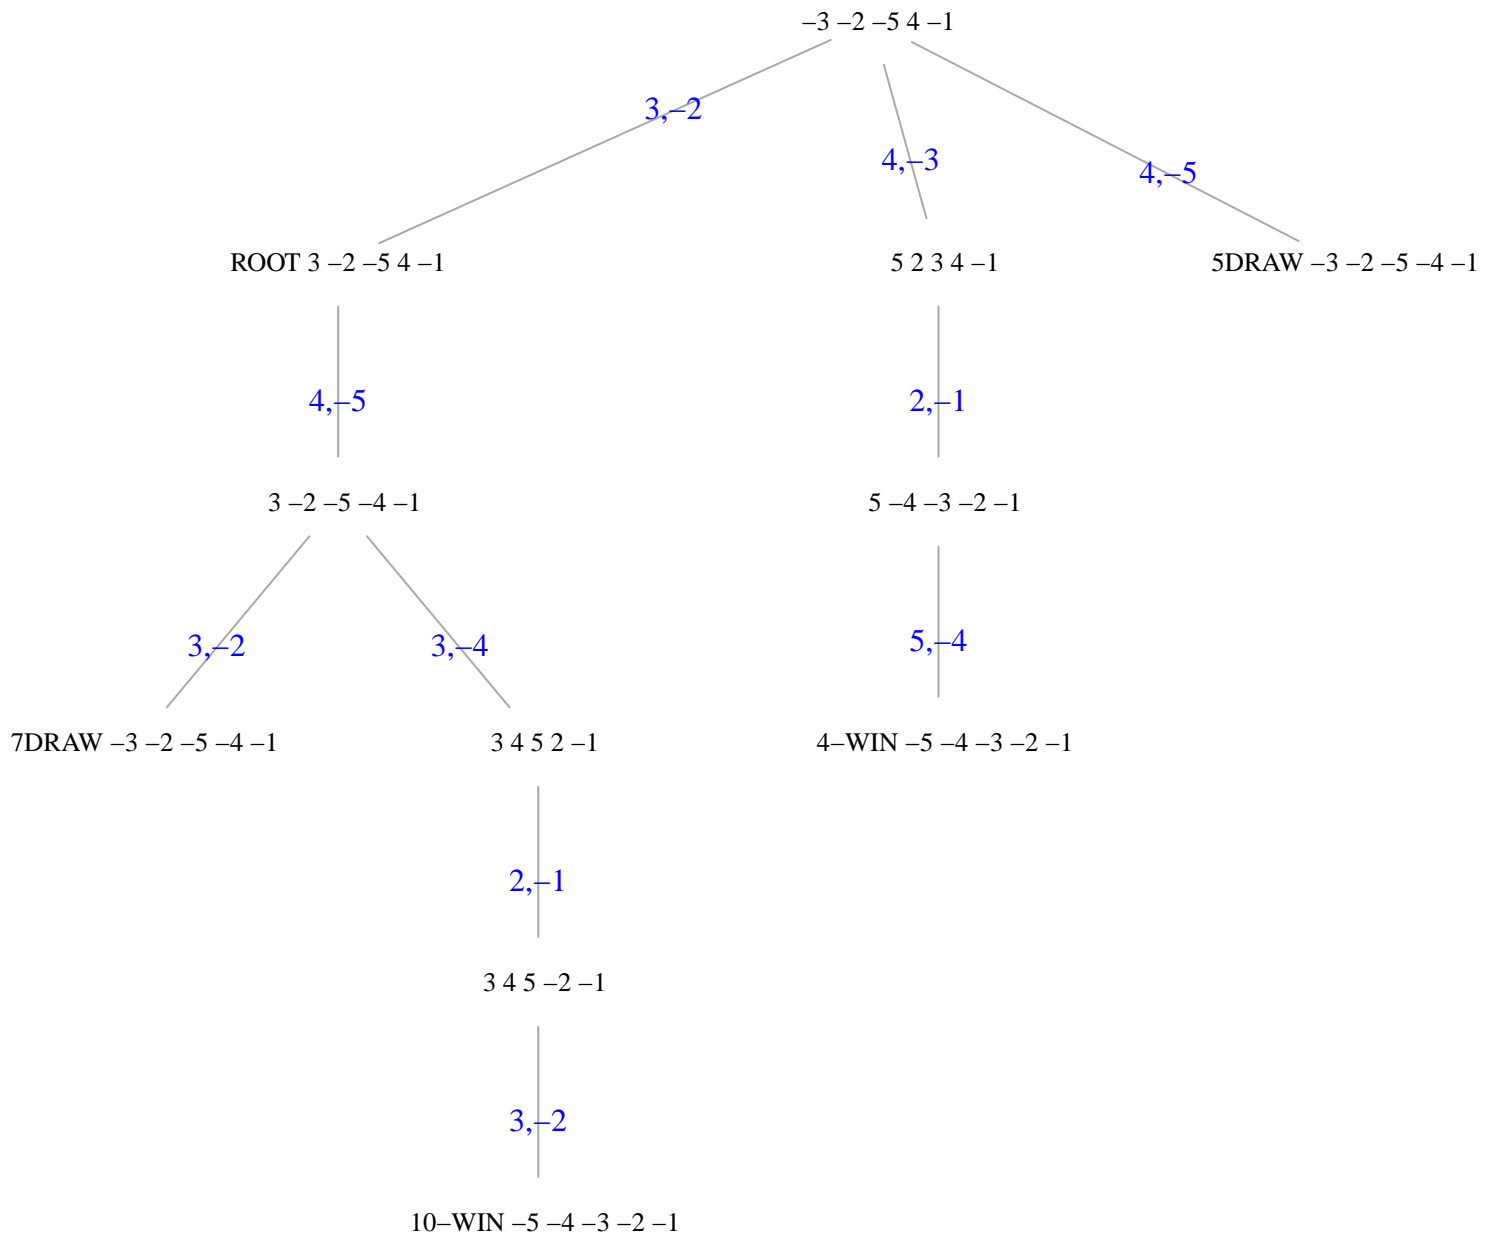 –3 –2 –5 4 –1
3,–2
4,–3
4,–5
ROOT 3 –2 –5 4 –1
5 2 3 4 –1
5DRAW –3 –2 –5 –4 –1
4,–5
2,–1
3 –2 –5 –4 –1
5 –4 –3 –2 –1
3,–2
3,–4
5,–4
7DRAW –3 –2 –5 –4 –1
3 4 5 2 –1
4–WIN –5 –4 –3 –2 –1
2,–1
3 4 5 –2 –1
3,–2
10–WIN –5 –4 –3 –2 –1